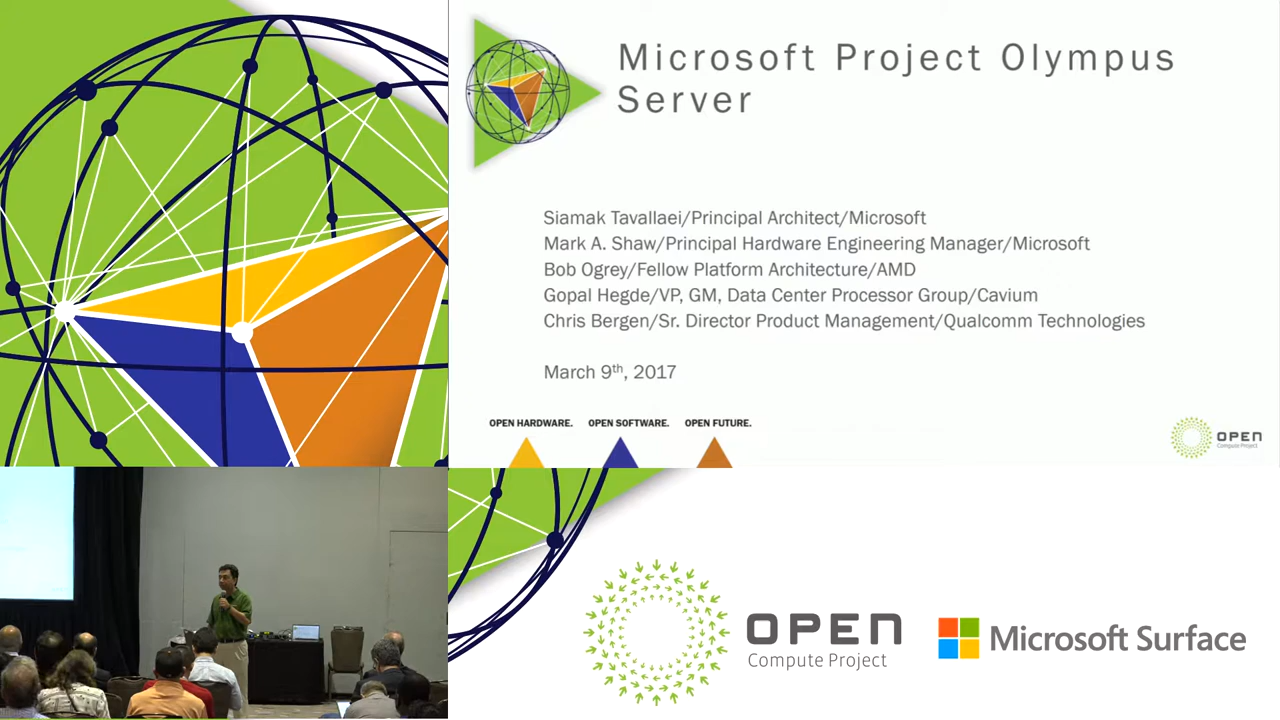 Microsoft Project Olympus
Server
Siamak Tavallaei/Principal Architect/Microsoft
Mark A. Shaw/Principal Hardware Engineering Manager/Microsoft
Bob Ogrey/Fellow Platform Architecture/AMD
Gopal Hegde/VP, GM, Data Center Processor Group/Cavium
Chris Bergen/Sr. Director Product Management/Qualcomm Technologies
March 9th, 2017
OPEN HARDWARE. OPEN SOFTWARE. OPEN FUTURE.
OPEN
Compute Project
OPEN
Compute Project
Microsoft Surface